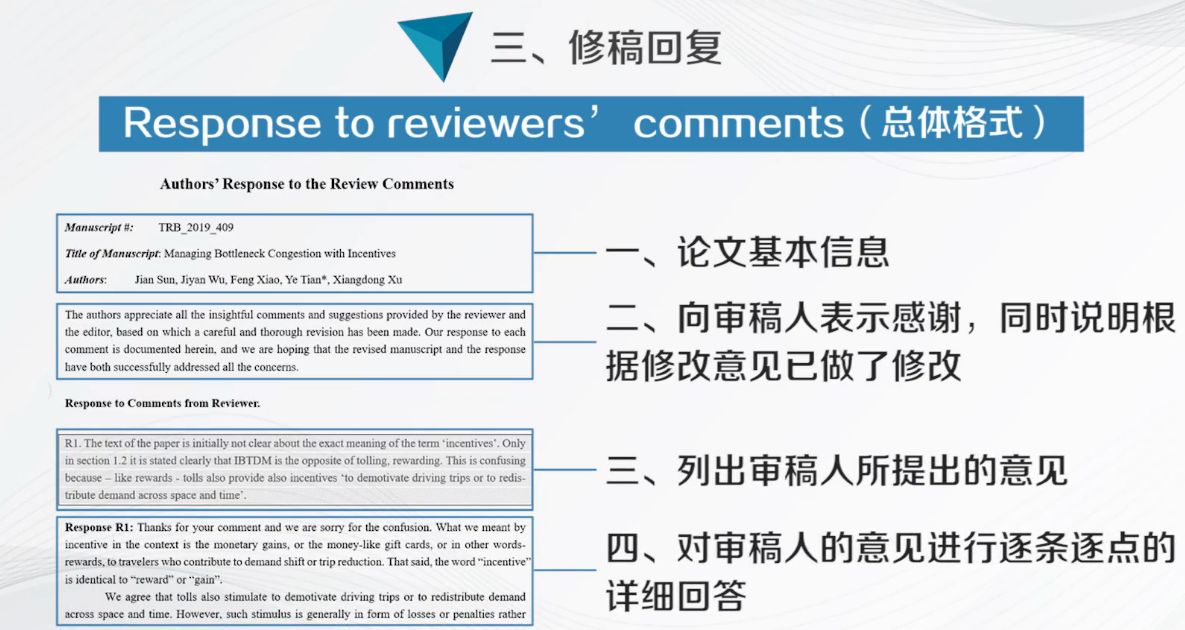 三、修稿回复
Response to reviewers’ comments（总体格式）
Authors’ Response to the Review Comments
Manuscript #: TRB_2019_409
Title of Manuscript: Managing Bottleneck Congestion with Incentives
Authors: Jian Sun, Jiyan Wu, Feng Xiao, Ye Tian*, Xiangdong Xu
一、论文基本信息
The authors appreciate all the insightful comments and suggestions provided by the reviewer and
the editor, based on which a careful and thorough revision has been made. Our response to each
comment is documented herein, and we are hoping that the revised manuscript and the response
have both successfully addressed all the concerns.
二、向审稿人表示感谢，同时说明根
据修改意见已做了修改
Response to Comments from Reviewer.
R1. The text of the paper is initially not clear about the exact meaning of the term ‘incentives’. Only
in section 1.2 it is stated clearly that IBTDM is the opposite of tolling, rewarding. This is confusing
because – like rewards - tolls also provide also incentives ‘to demotivate driving trips or to redis-
tribute demand across space and time’.
三、列出审稿人所提出的意见
Response R1: Thanks for your comment and we are sorry for the confusion. What we meant by
incentive in the context is the monetary gains, or the money-like gift cards, or in other words-
rewards, to travelers who contribute to demand shift or trip reduction. That said, the word “incentive”
is identical to “reward” or “gain”.
We agree that tolls also stimulate to demotivate driving trips or to redistribute demand
across space and time. However, such stimulus is generally in form of losses or penalties rather
四、对审稿人的意见进行逐条逐点的
详细回答